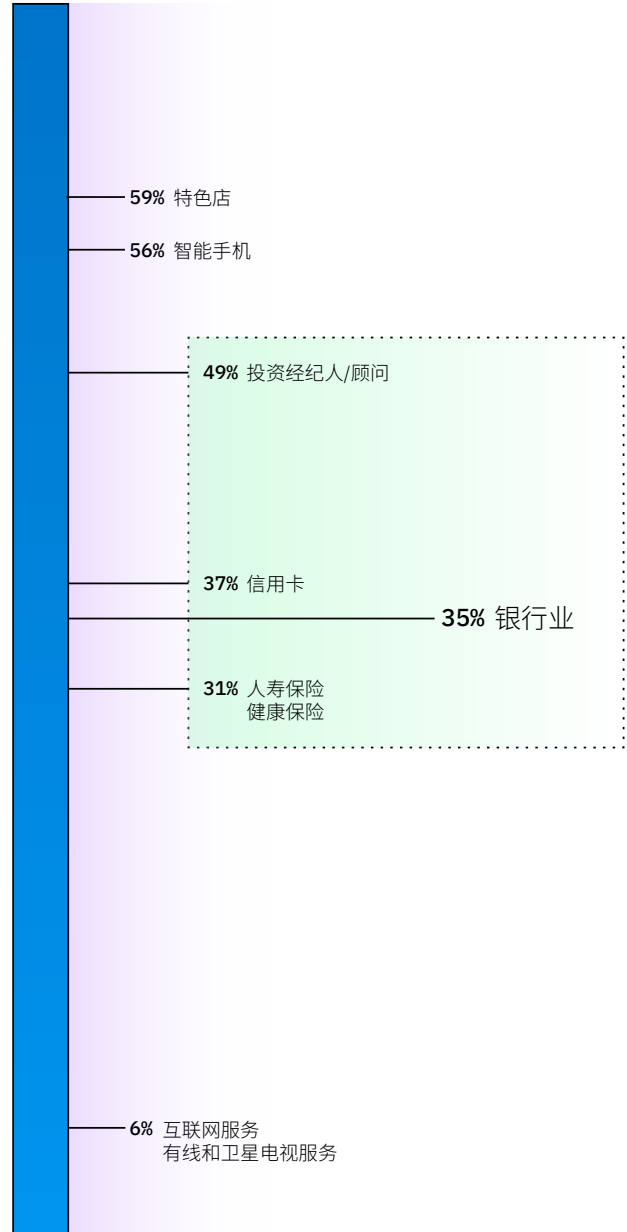 59% 特色店
56% 智能手机
49% 投资经纪人/顾问
37% 信用卡
35% 银行业
31% 人寿保险
健康保险
6% 互联网服务
有线和卫星电视服务